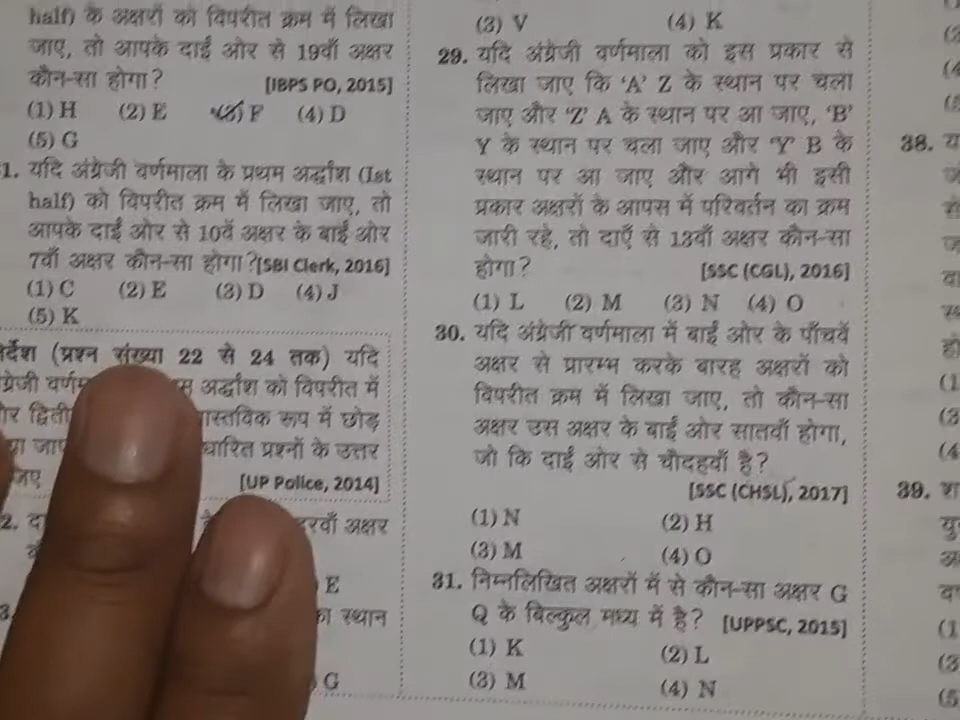 half) के अक्षरों को विपरीत क्रम में लिखा
जाए, तो आपके दाईं ओर से 19वाँ अक्षर
कौन-सा होगा? [IBPS PO, 2015]
(1) H (2) E (3) F (4) D
(5) G
1. यदि अंग्रेजी वर्णमाला के प्रथम अर्द्धांश (Ist
half) को विपरीत क्रम में लिखा जाए, तो
आपके दाईं ओर से 10वें अक्षर के बाईं ओर
7वाँ अक्षर कौन-सा होगा? [SBI Clerk, 2016]
(1) C (2) E (3) D (4) J
(5) K
र्देश (प्रश्न संख्या 22 से 24 तक) यदि
ग्रेजी वर्णम अर्द्धांश को विपरीत में
र द्विती वास्तविक रूप में छोड़
या जाए धारित प्रश्नों के उत्तर
जिए [UP Police, 2014]
2. द रवाँ अक्षर
E
3. का स्थान
G
(3) V (4) K
29. यदि अंग्रेजी वर्णमाला को इस प्रकार से
लिखा जाए कि ‘A’ Z के स्थान पर चला
जाए और ‘Z’ A के स्थान पर आ जाए, ‘B’
Y के स्थान पर चला जाए और ‘Y’ B के
स्थान पर आ जाए और आगे भी इसी
प्रकार अक्षरों के आपस में परिवर्तन का क्रम
जारी रहे, तो दाएँ से 13वाँ अक्षर कौन-सा
होगा? [SSC (CGL), 2016]
(1) L (2) M (3) N (4) O
30. यदि अंग्रेजी वर्णमाला में बाईं ओर के पाँचवें
अक्षर से प्रारम्भ करके बारह अक्षरों को
विपरीत क्रम में लिखा जाए, तो कौन-सा
अक्षर उस अक्षर के बाईं ओर सातवाँ होगा,
जो कि दाईं ओर से चौदहवाँ है?
[SSC (CHSL), 2017]
(1) N (2) H
(3) M (4) O
31. निम्नलिखित अक्षरों में से कौन-सा अक्षर G
Q के बिल्कुल मध्य में है? [UPPSC, 2015]
(1) K (2) L
(3) M (4) N
38. य
39. श